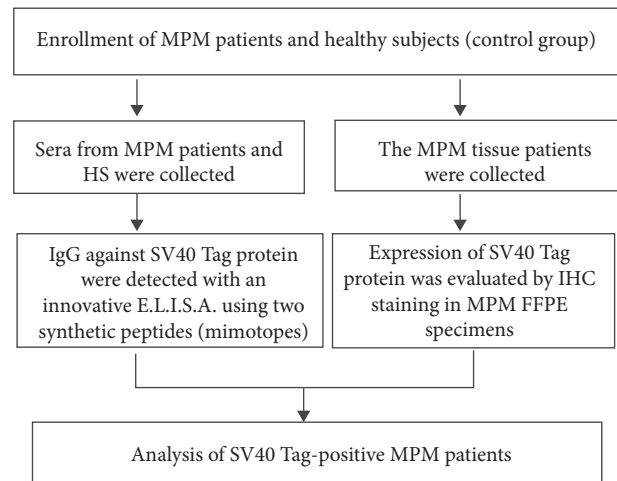 Enrollment of MPM patients and healthy subjects (control group)
Sera from MPM patients and
HS were collected
The MPM tissue patients
were collected
IgG against SV40 Tag protein
were detected with an
innovative E.L.I.S.A. using two
synthetic peptides (mimotopes)
Expression of SV40 Tag
protein was evaluated by IHC
staining in MPM FFPE
specimens
Analysis of SV40 Tag-positive MPM patients